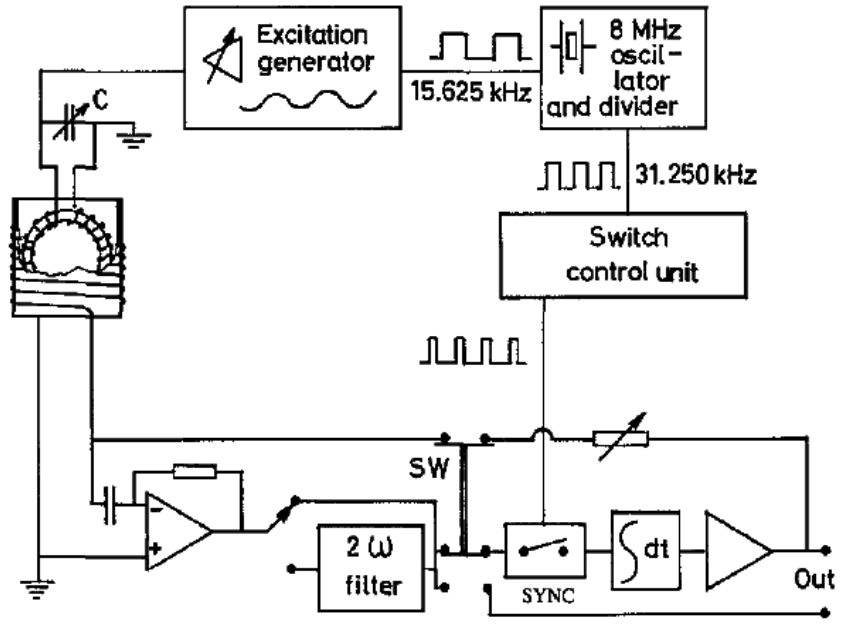 Excitation
generator
8 MHz
oscil-
lator
and divider
15.625 kHz
C
31.250 kHz
Switch
control unit
SW
−
+
2 ω
filter
SYNC
∫dt
Out